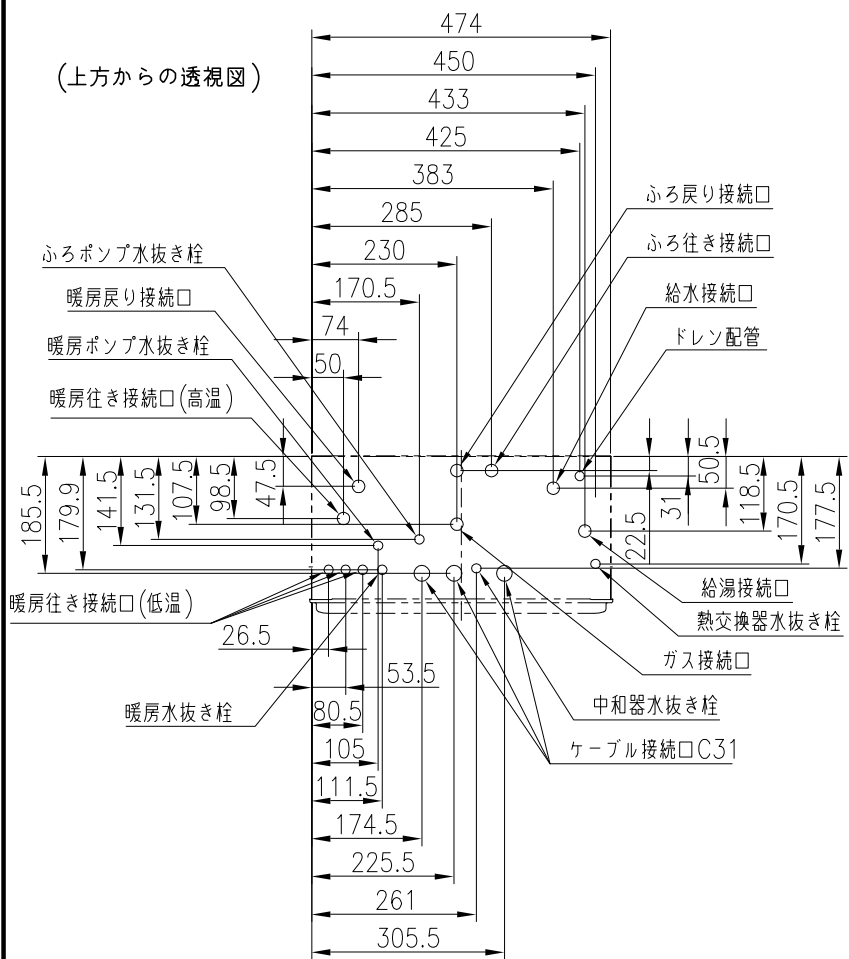 474
(上方からの透視図)
450
433
425
383
ふろ戻り接続口
285
ふろポンプ水抜き栓
230
ふろ往き接続口
暖房戻り接続口
170.5
給水接続口
74
暖房ポンプ水抜き栓
ドレン配管
50
暖房往き接続口(高温)
185.5
179.9
141.5
131.5
107.5
98.5
47.5
22.5
31
50.5
118.5
170.5
177.5
給湯接続口
暖房往き接続口(低温)
熱交換器水抜き栓
26.5
ガス接続口
53.5
暖房水抜き栓
80.5
中和器水抜き栓
105
ケーブル接続口C31
111.5
174.5
225.5
261
305.5